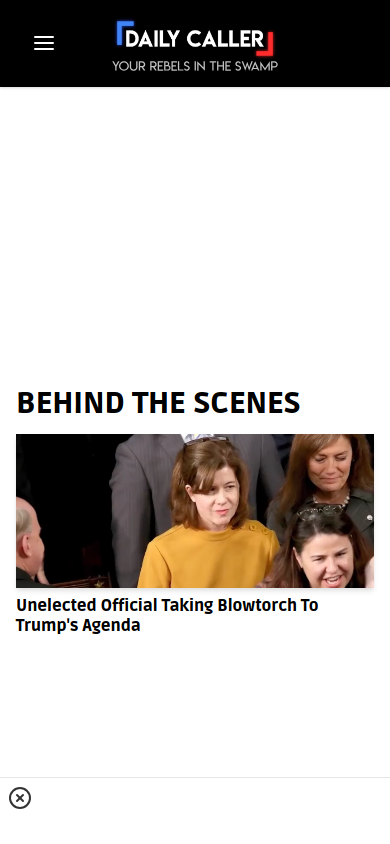 DAILY CALLER
YOUR REBELS IN THE SWAMP
BEHIND THE SCENES
Unelected Official Taking Blowtorch To
Trump's Agenda